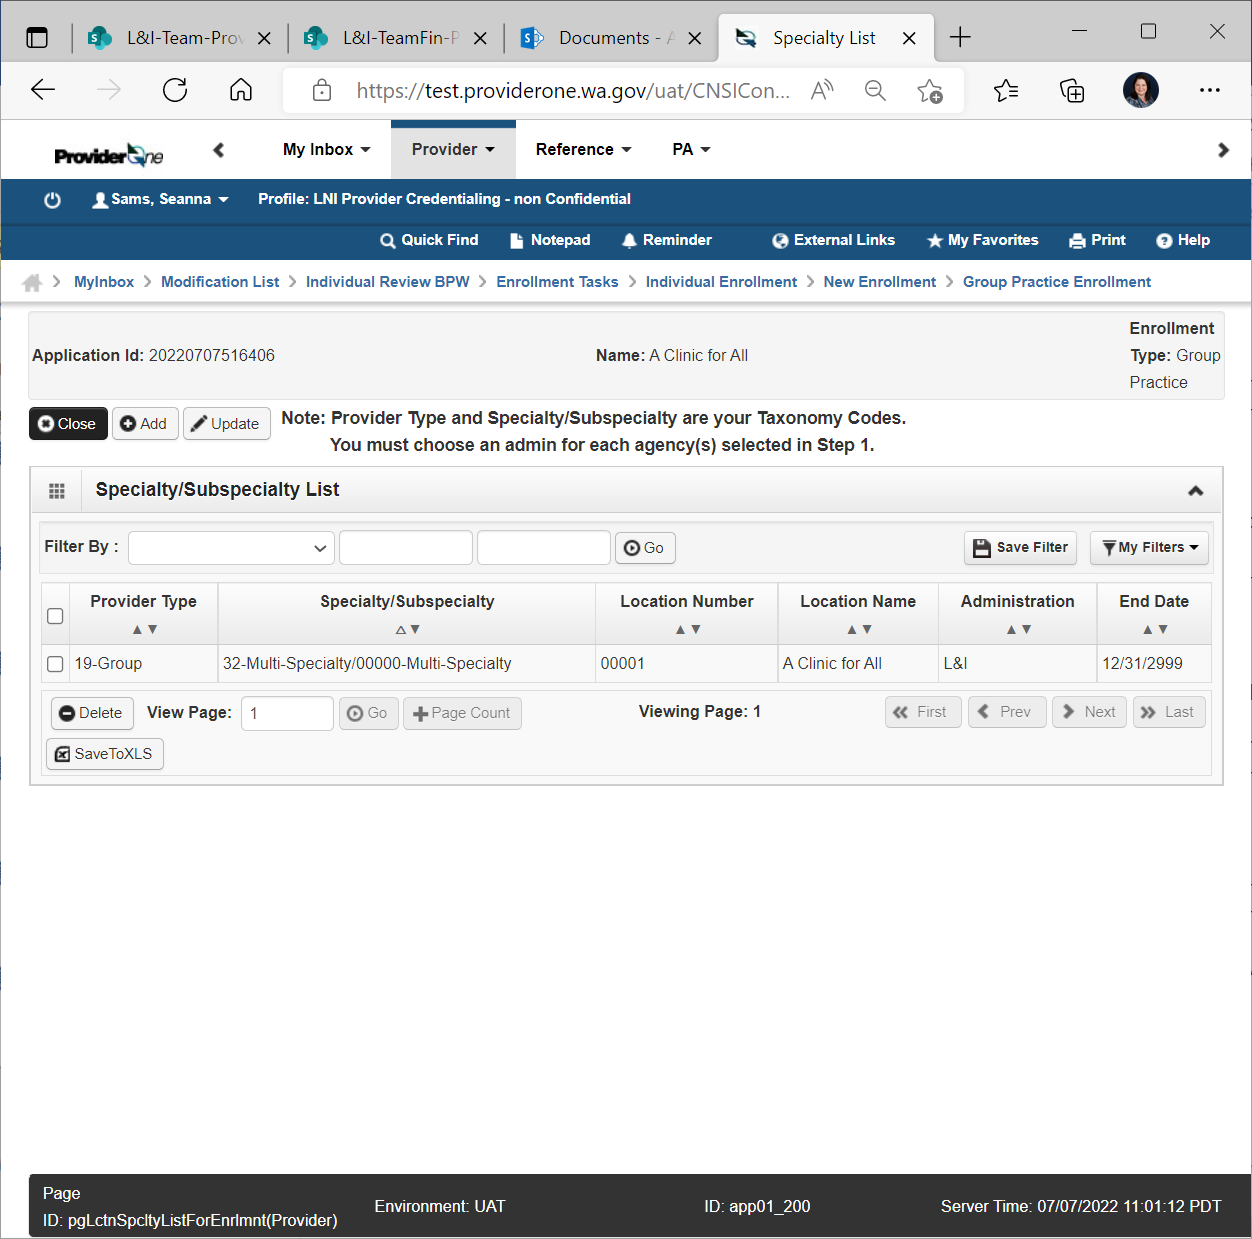 L&I-Team-Prov
L&I-TeamFin-P
Documents - A
Specialty List
https://test.providerone.wa.gov/uat/CNSICon...
ProviderOne
My Inbox
Provider
Reference
PA
Sams, Seanna
Profile: LNI Provider Credentialing - non Confidential
Quick Find
Notepad
Reminder
External Links
My Favorites
Print
Help
MyInbox
Modification List
Individual Review BPW
Enrollment Tasks
Individual Enrollment
New Enrollment
Group Practice Enrollment
Application Id: 20220707516406
Name: A Clinic for All
Enrollment
Type: Group
Practice
Close
Add
Update
Note: Provider Type and Specialty/Subspecialty are your Taxonomy Codes.
You must choose an admin for each agency(s) selected in Step 1.
Specialty/Subspecialty List
Filter By :
Go
Save Filter
My Filters
Provider Type
Specialty/Subspecialty
Location Number
Location Name
Administration
End Date
19-Group
32-Multi-Specialty/00000-Multi-Specialty
00001
A Clinic for All
L&I
12/31/2999
Delete
View Page:
1
Go
Page Count
Viewing Page: 1
First
Prev
Next
Last
SaveToXLS
Page
ID: pgLctnSpcltyListForEnrlmnt(Provider)
Environment: UAT
ID: app01_200
Server Time: 07/07/2022 11:01:12 PDT